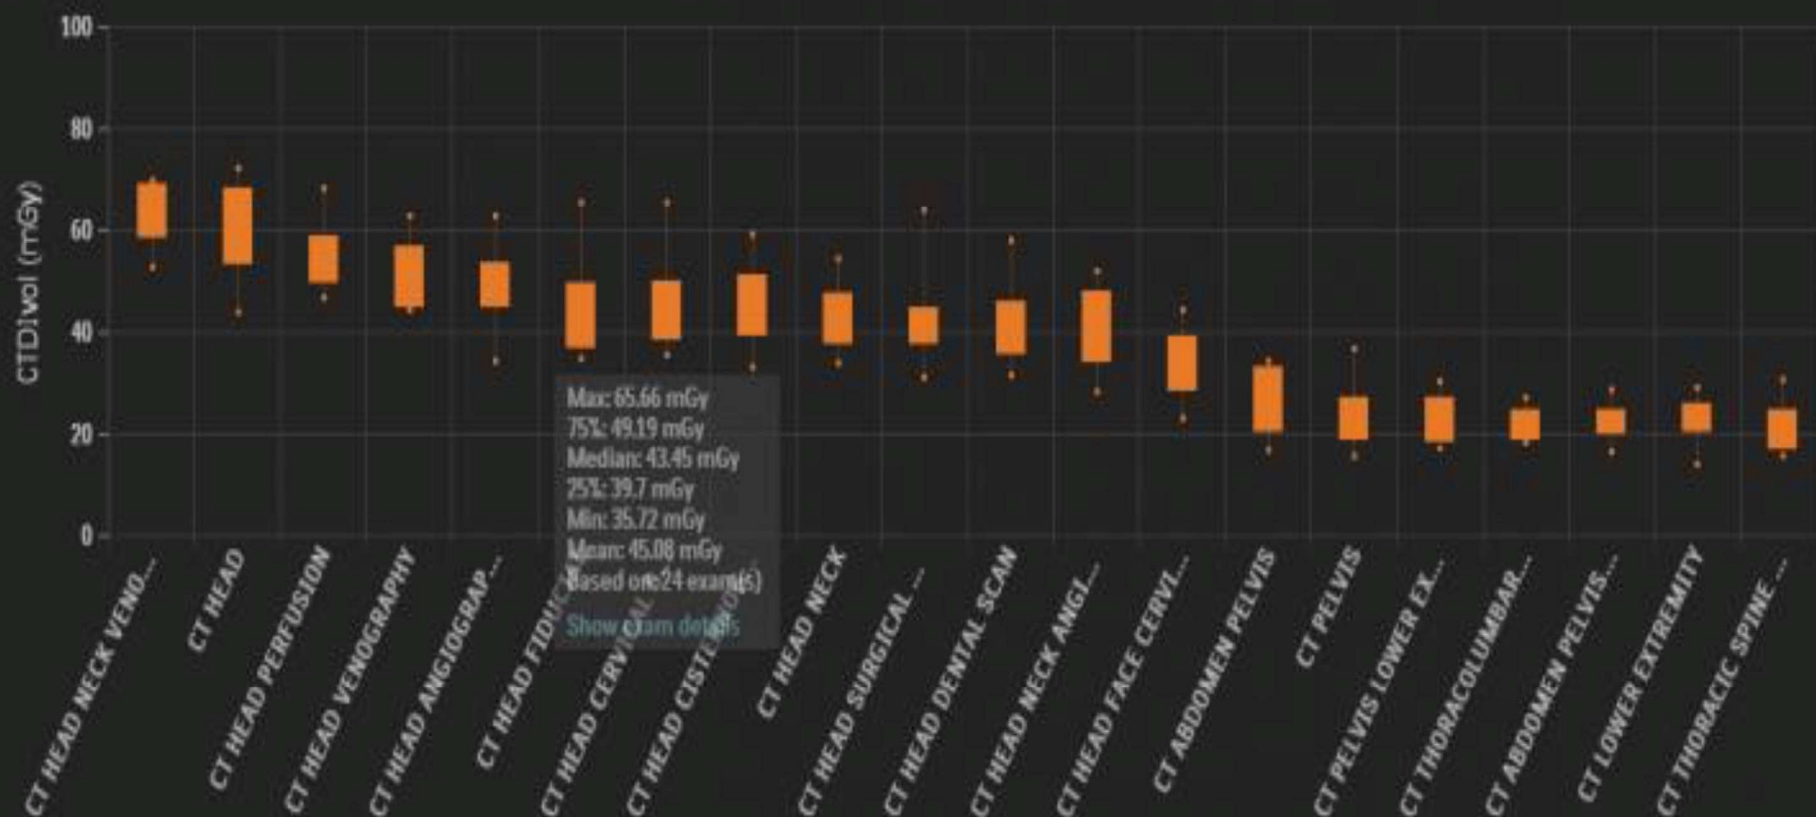 100
80
60
40
20
0
CTDIvol (mGy)
Max: 65.66 mGy
75%: 49.19 mGy
Median: 43.45 mGy
25%: 39.7 mGy
Min: 35.72 mGy
Mean: 45.08 mGy
Based on 24 exam(s)
Show exam details
CT HEAD NECK VENO...
CT HEAD
CT HEAD PERFUSION
CT HEAD VENOGRAPHY
CT HEAD ANGIOGRAP...
CT HEAD
CT HEAD
CT HEAD
CT HEAD NECK
CT HEAD SURGICAL ...
CT HEAD DENTAL SCAN
CT HEAD NECK ANGI...
CT HEAD FACE CERVI...
CT ABDOMEN PELVIS
CT PELVIS
CT PELVIS LOWER EX...
CT THORACOLUMBAR...
CT ABDOMEN PELVIS...
CT LOWER EXTREMITY
CT THORACIC SPINE ...